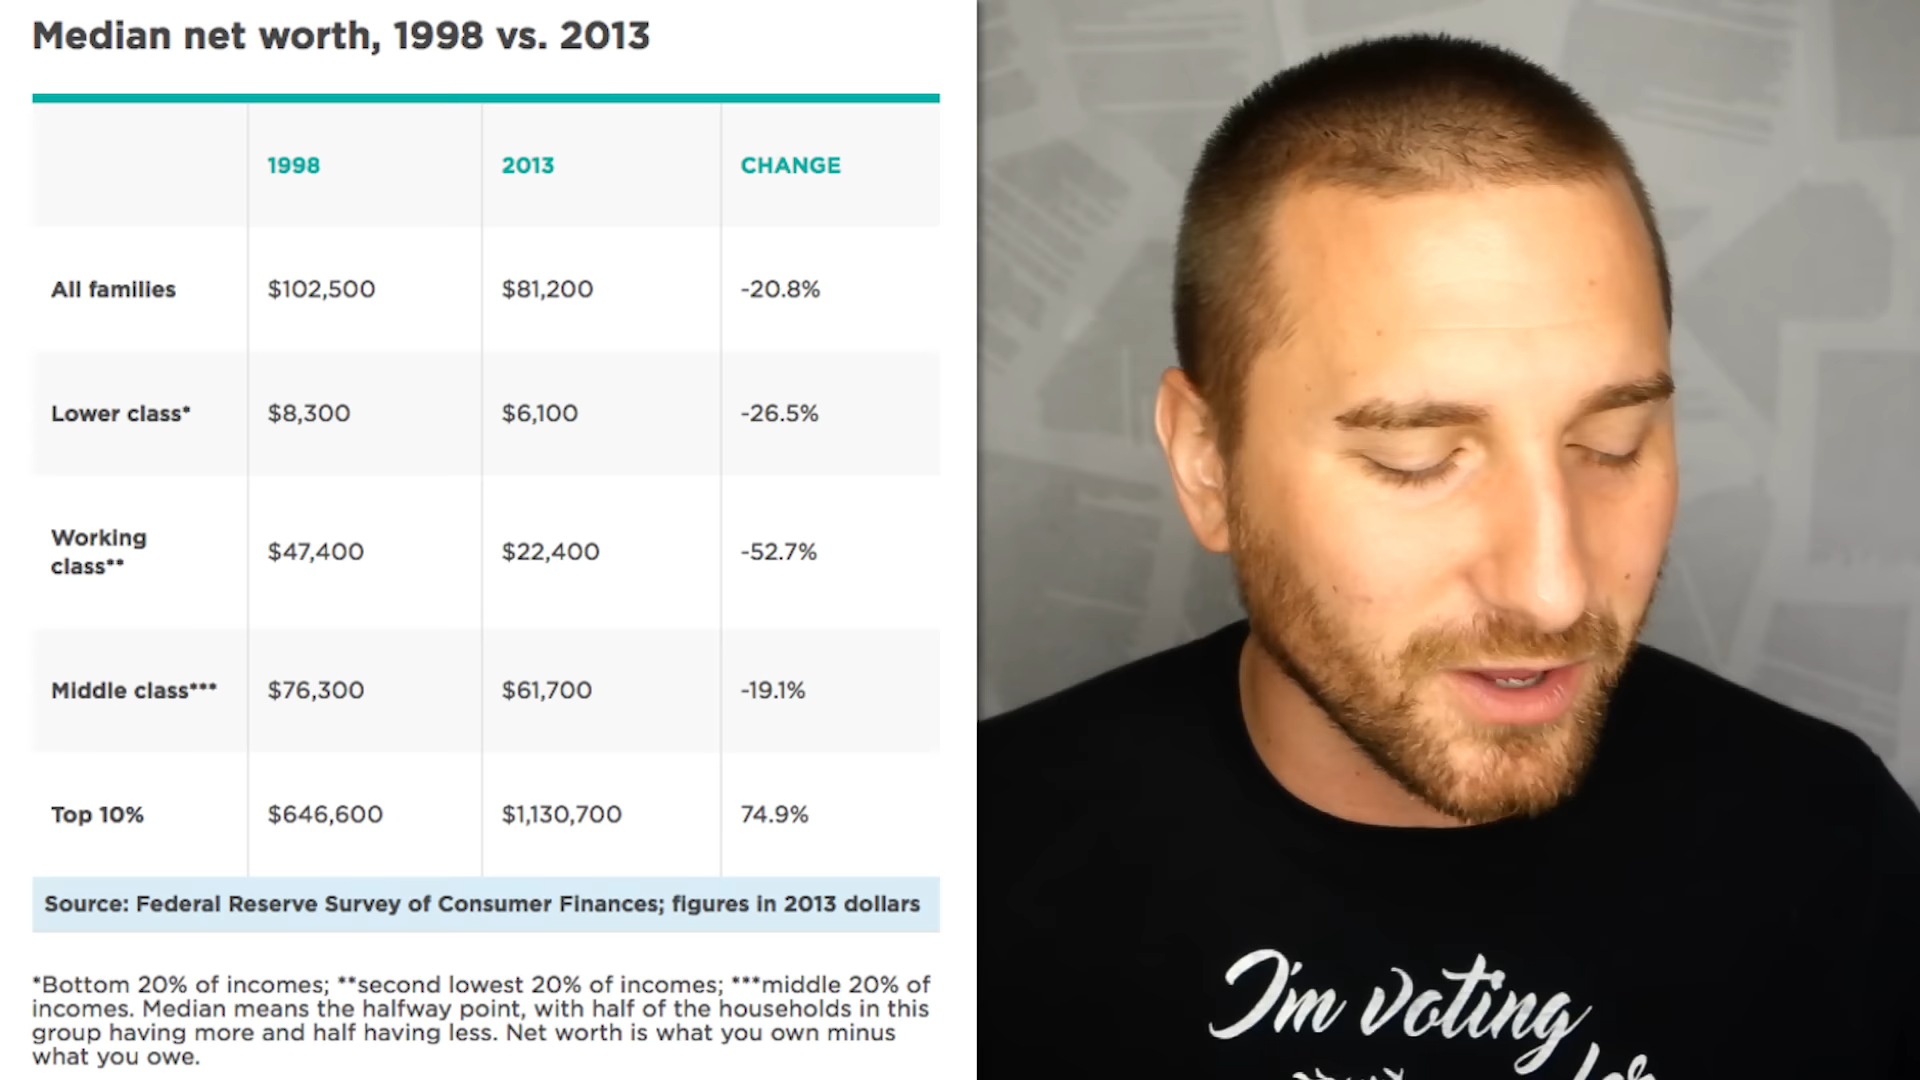 Median net worth, 1998 vs. 2013
1998 2013 CHANGE
All families $102,500 $81,200 -20.8%
Lower class* $8,300 $6,100 -26.5%
Working
class** $47,400 $22,400 -52.7%
Middle class*** $76,300 $61,700 -19.1%
Top 10% $646,600 $1,130,700 74.9%
Source: Federal Reserve Survey of Consumer Finances; figures in 2013 dollars
*Bottom 20% of incomes; **second lowest 20% of incomes; ***middle 20% of
incomes. Median means the halfway point, with half of the households in this
group having more and half having less. Net worth is what you own minus
what you owe.
I'm voting
for